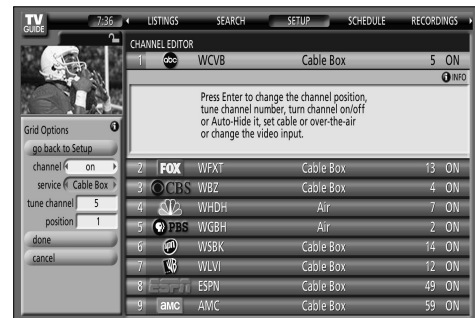 TV GUIDE 7:36 LISTINGS SEARCH SETUP SCHEDULE RECORDINGS
CHANNEL EDITOR
1 abc WCVB Cable Box 5 ON
i INFO
Press Enter to change the channel position,
tune channel number, turn channel on/off
or Auto-Hide it, set cable or over-the-air
or change the video input.
Grid Options i
go back to Setup
channel on
service Cable Box
tune channel 5
position 1
done
cancel
2 FOX WFXT Cable Box 13 ON
3 CBS WBZ Cable Box 4 ON
4 WHDH Air 7 ON
5 PBS WGBH Air 2 ON
6 WSBK Cable Box 14 ON
7 WLVI Cable Box 12 ON
8 ESPN ESPN Cable Box 49 ON
9 amc AMC Cable Box 59 ON